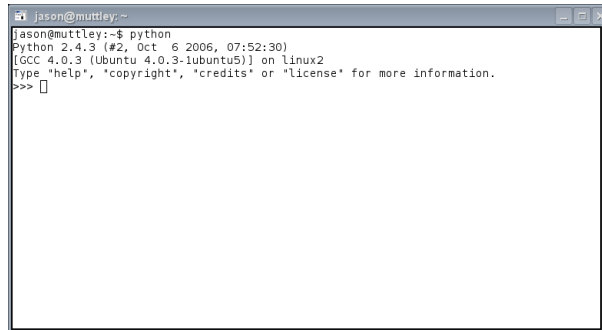 jason@muttley: ~
jason@muttley:~$ python
Python 2.4.3 (#2, Oct  6 2006, 07:52:30)
[GCC 4.0.3 (Ubuntu 4.0.3-1ubuntu5)] on linux2
Type "help", "copyright", "credits" or "license" for more information.
>>>